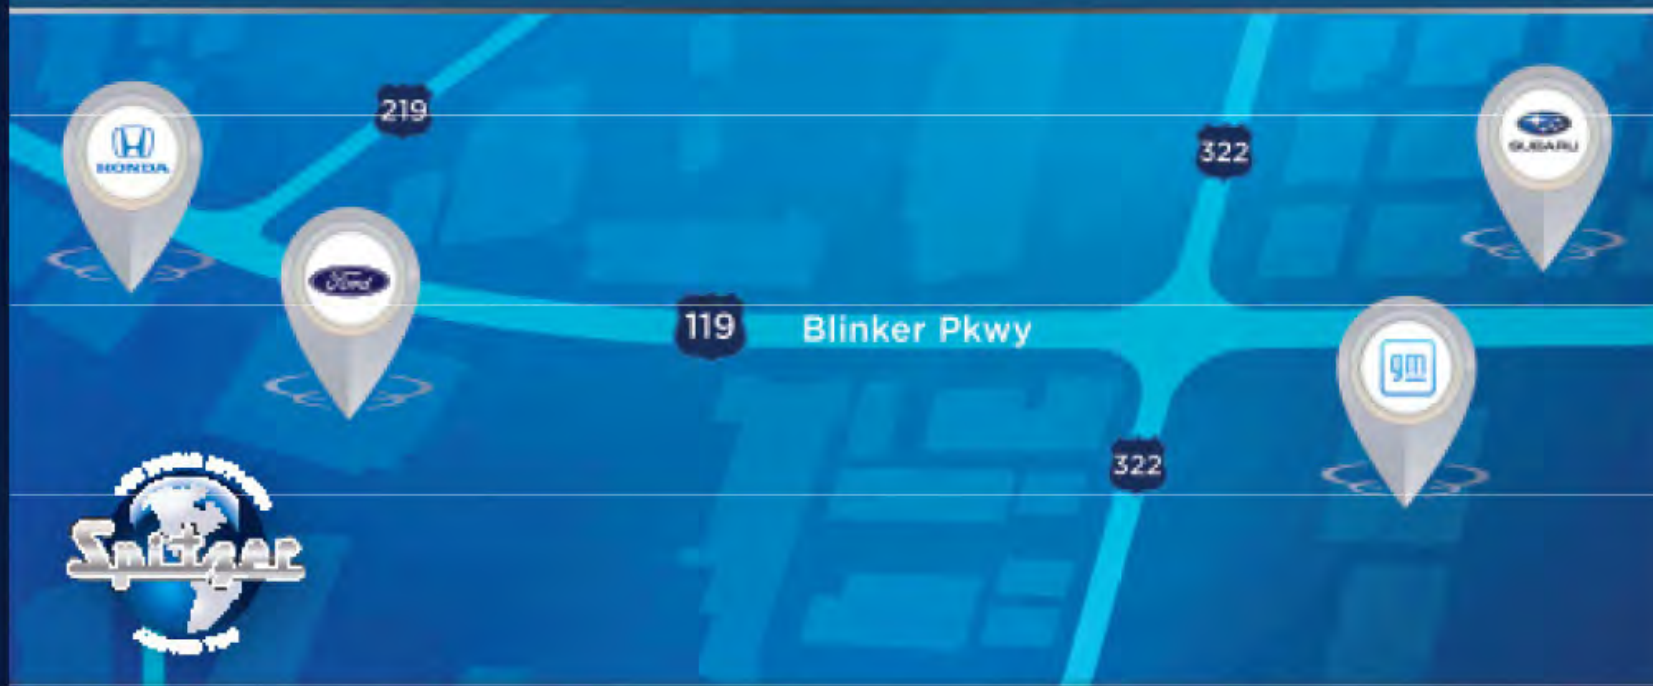 219
322
HONDA
SUBARU
Ford
119 Blinker Pkwy
gm
322
Spitzer